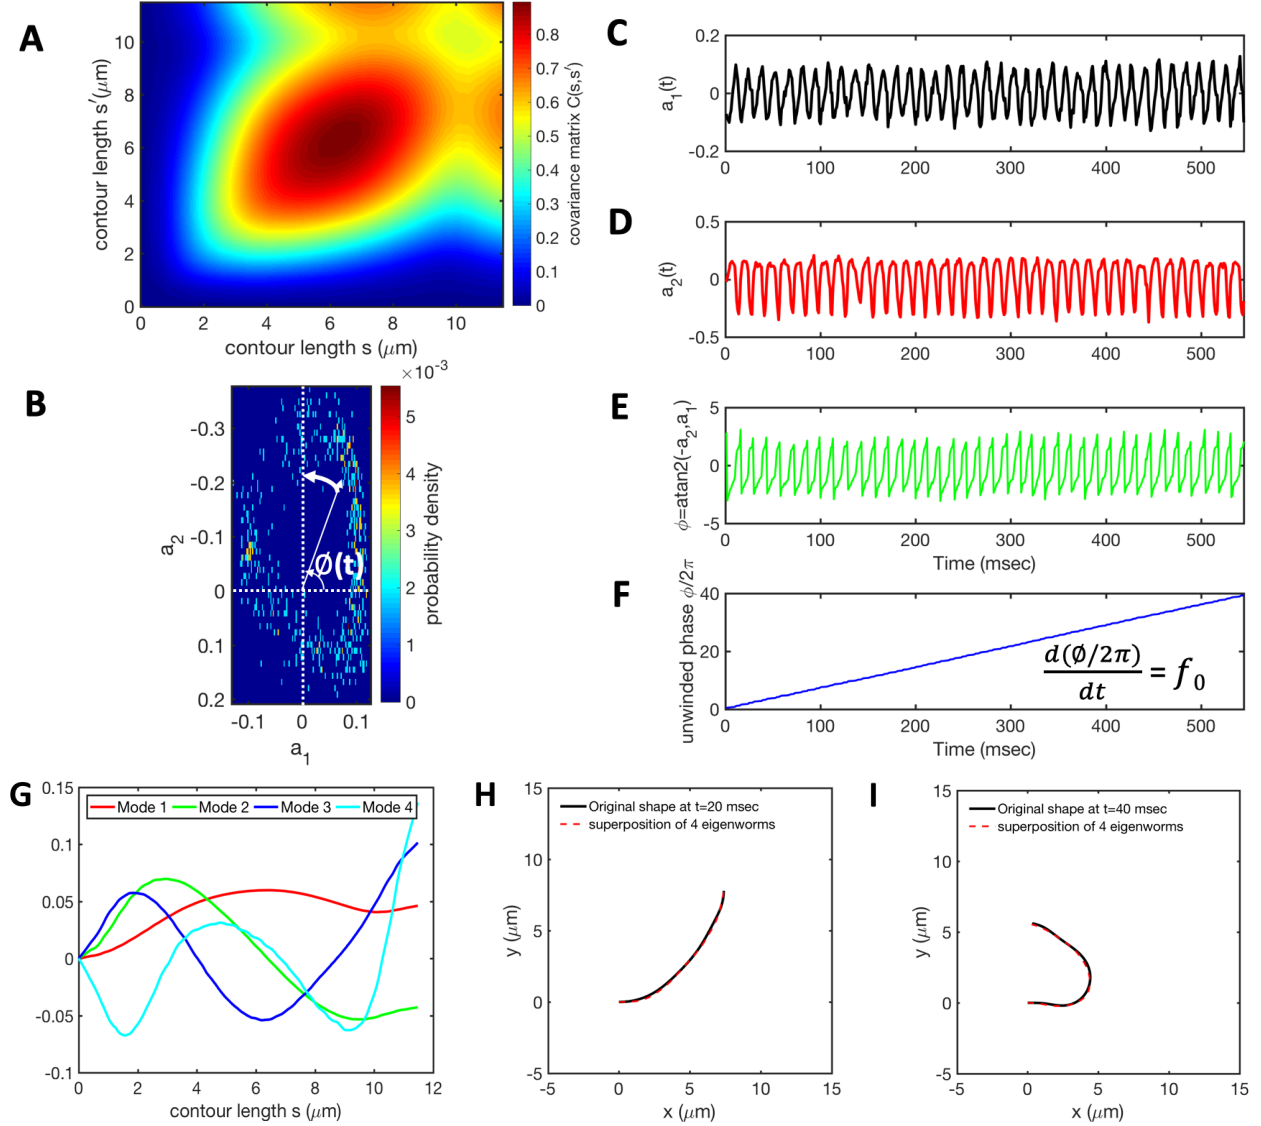 A
10
8
6
4
2
0
0
2
4
6
8
10
contour length s'(μm)
contour length s (μm)
0.8
0.7
0.6
0.5
0.4
0.3
0.2
0.1
0
covariance matrix C(s,s')
B
×10⁻³
-0.3
-0.2
-0.1
0
0.1
0.2
a₂
Ø(t)
-0.1
0
0.1
a₁
5
4
3
2
1
0
probability density
C
0.2
0
-0.2
a₁(t)
0
100
200
300
400
500
D
0.5
0
-0.5
a₂(t)
0
100
200
300
400
500
E
5
0
-5
ϕ=atan2(-a₂,a₁)
0
100
200
300
400
500
Time (msec)
F
40
20
0
unwinded phase ϕ/2π
d(Ø/2π)/dt = f₀
0
100
200
300
400
500
Time (msec)
G
0.15
0.1
0.05
0
-0.05
-0.1
Mode 1
Mode 2
Mode 3
Mode 4
0
2
4
6
8
10
12
contour length s (μm)
H
15
10
5
0
-5
y (μm)
Original shape at t=20 msec
superposition of 4 eigenworms
-5
0
5
10
15
x (μm)
I
15
10
5
0
-5
y (μm)
Original shape at t=40 msec
superposition of 4 eigenworms
-5
0
5
10
15
x (μm)